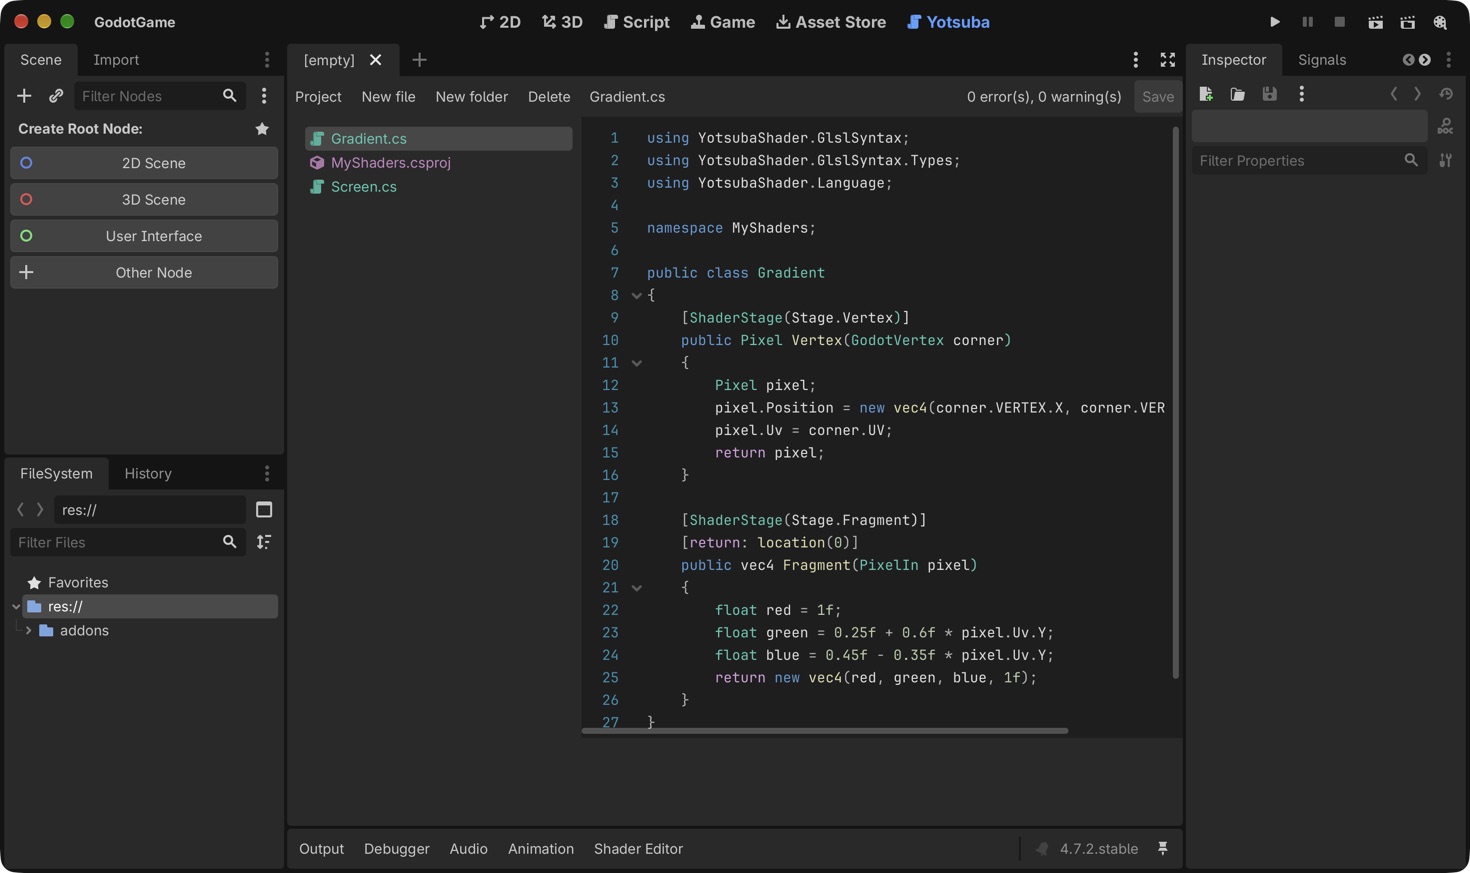 GodotGame
2D 3D Script Game Asset Store Yotsuba
Scene Import
Filter Nodes
Create Root Node:
2D Scene
3D Scene
User Interface
Other Node
FileSystem History
res://
Filter Files
Favorites
res://
addons
[empty]
Project New file New folder Delete Gradient.cs 0 error(s), 0 warning(s) Save
Gradient.cs
MyShaders.csproj
Screen.cs
1 using YotsubaShader.GlslSyntax;
2 using YotsubaShader.GlslSyntax.Types;
3 using YotsubaShader.Language;
4
5 namespace MyShaders;
6
7 public class Gradient
8 {
9 [ShaderStage(Stage.Vertex)]
10 public Pixel Vertex(GodotVertex corner)
11 {
12 Pixel pixel;
13 pixel.Position = new vec4(corner.VERTEX.X, corner.VER
14 pixel.Uv = corner.UV;
15 return pixel;
16 }
17
18 [ShaderStage(Stage.Fragment)]
19 [return: location(0)]
20 public vec4 Fragment(PixelIn pixel)
21 {
22 float red = 1f;
23 float green = 0.25f + 0.6f * pixel.Uv.Y;
24 float blue = 0.45f - 0.35f * pixel.Uv.Y;
25 return new vec4(red, green, blue, 1f);
26 }
27 }
Output Debugger Audio Animation Shader Editor 4.7.2.stable
Inspector Signals
DOC
Filter Properties